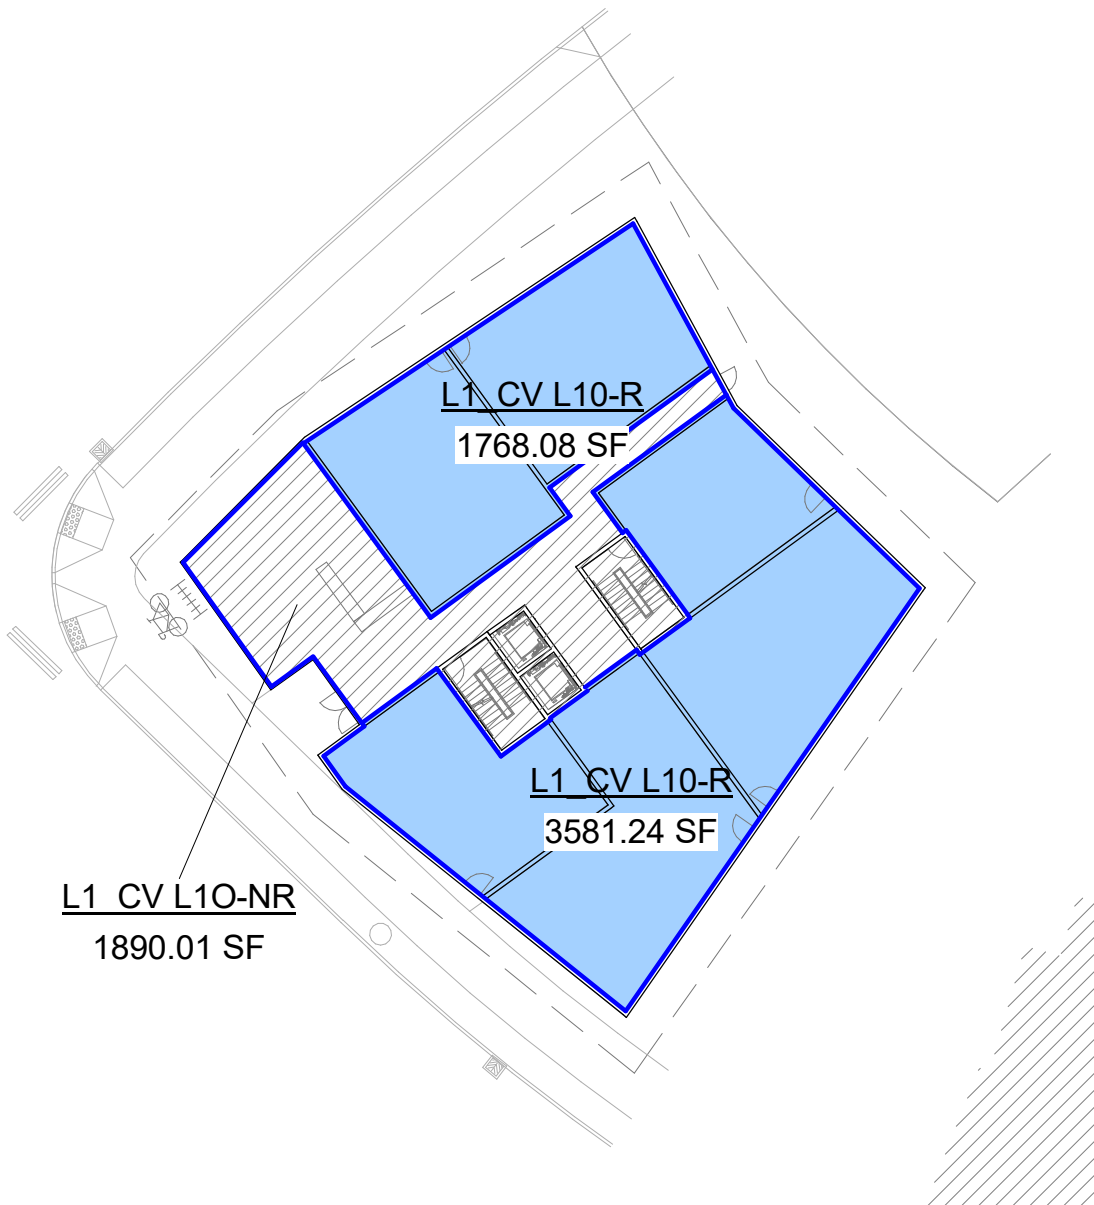 L1_CV L10-R
1768.08 SF
L1_CV L10-R
3581.24 SF
L1_CV L1O-NR
1890.01 SF